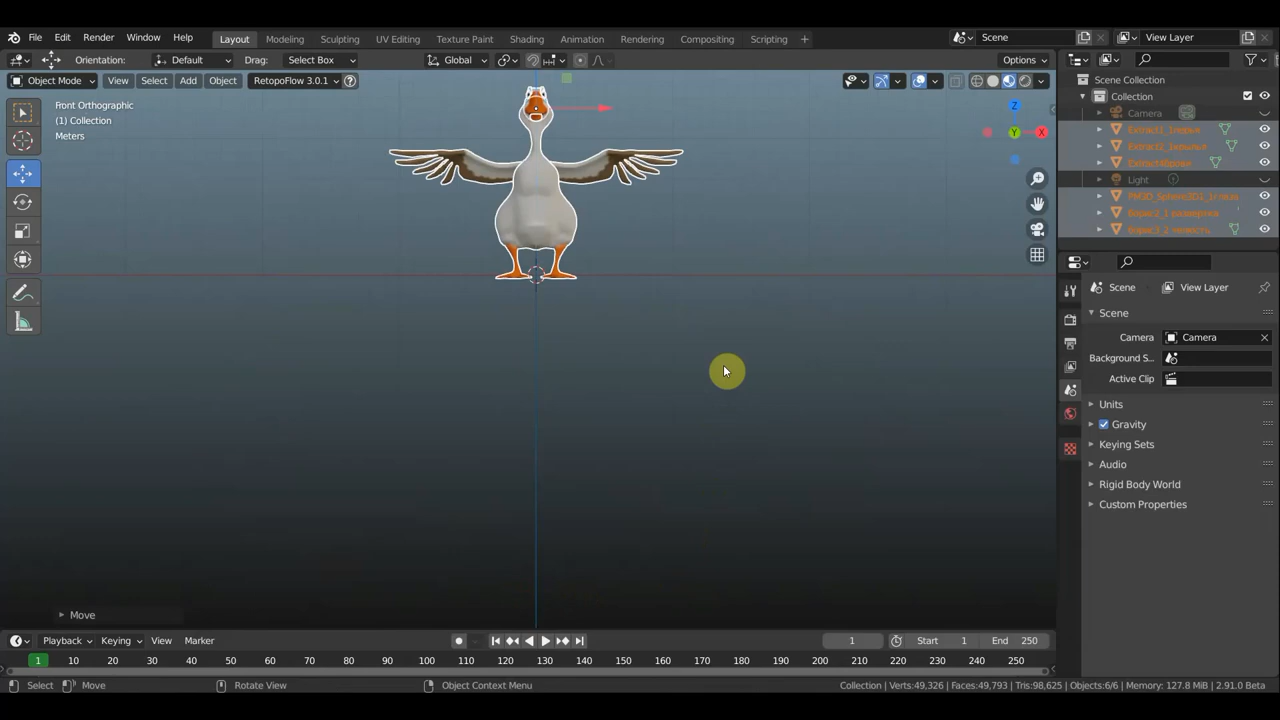 File Edit Render Window Help Layout Modeling Sculpting UV Editing Texture Paint Shading Animation Rendering Compositing Scripting + Scene View Layer
Orientation: Default Drag: Select Box Global Options
Object Mode View Select Add Object RetopoFlow 3.0.1
Front Orthographic
(1) Collection
Meters
Z
Y X
Scene Collection
Collection
Camera
Light
Scene View Layer
Scene
Camera Camera
Background S...
Active Clip
Units
Gravity
Keying Sets
Audio
Rigid Body World
Custom Properties
Move
Playback Keying View Marker 1 Start 1 End 250
1 10 20 30 40 50 60 70 80 90 100 110 120 130 140 150 160 170 180 190 200 210 220 230 240 250
Select Move Rotate View Object Context Menu Collection | Verts:49,326 | Faces:49,793 | Tris:98,625 | Objects:6/6 | Memory: 127.8 MiB | 2.91.0 Beta